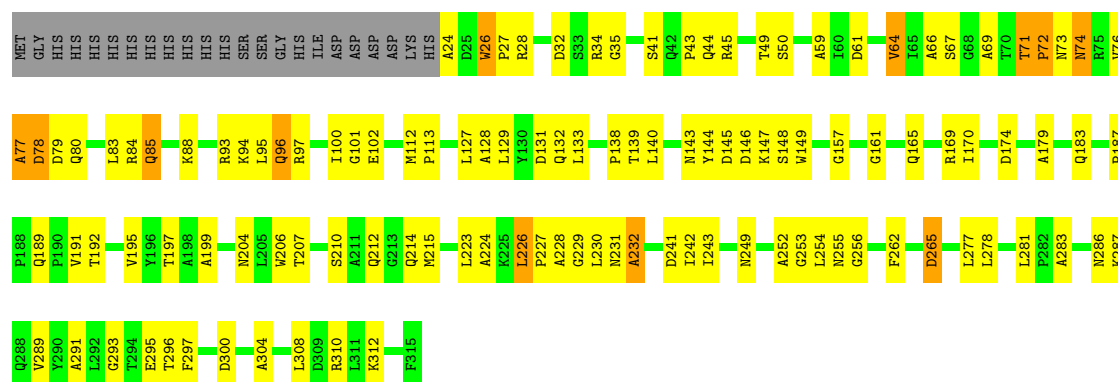 MET GLY HIS HIS HIS HIS HIS HIS HIS HIS HIS HIS SER SER GLY HIS ILE ASP ASP ASP ASP LYS HIS A24 D25 W26 P27 R28 D32 S33 R34 G35 S41 Q42 P43 Q44 R45 T49 S50 A59 I60 D61 V64 I65 A66 S67 G68 A69 T70 T71 P72 N73 N74 R75 V76
A77 D78 D79 Q80 L83 R84 Q85 K88 R93 K94 L95 Q96 R97 I100 G101 E102 M112 P113 L127 A128 L129 Y130 D131 Q132 L133 P138 T139 L140 N143 Y144 D145 D146 K147 S148 W149 G157 G161 Q165 R169 I170 D174 A179 Q183 P187
P188 Q189 P190 V191 T192 V195 Y196 T197 A198 A199 N204 L205 W206 T207 S210 A211 Q212 G213 Q214 M215 L223 A224 K225 L226 P227 A228 G229 L230 N231 A232 D241 I242 I243 N249 A252 G253 L254 N255 G256 F262 D265 L277 L278 L281 P282 A283 N286 K287
Q288 V289 Y290 A291 L292 G293 T294 E295 T296 F297 D300 A304 L308 D309 R310 L311 K312 F315